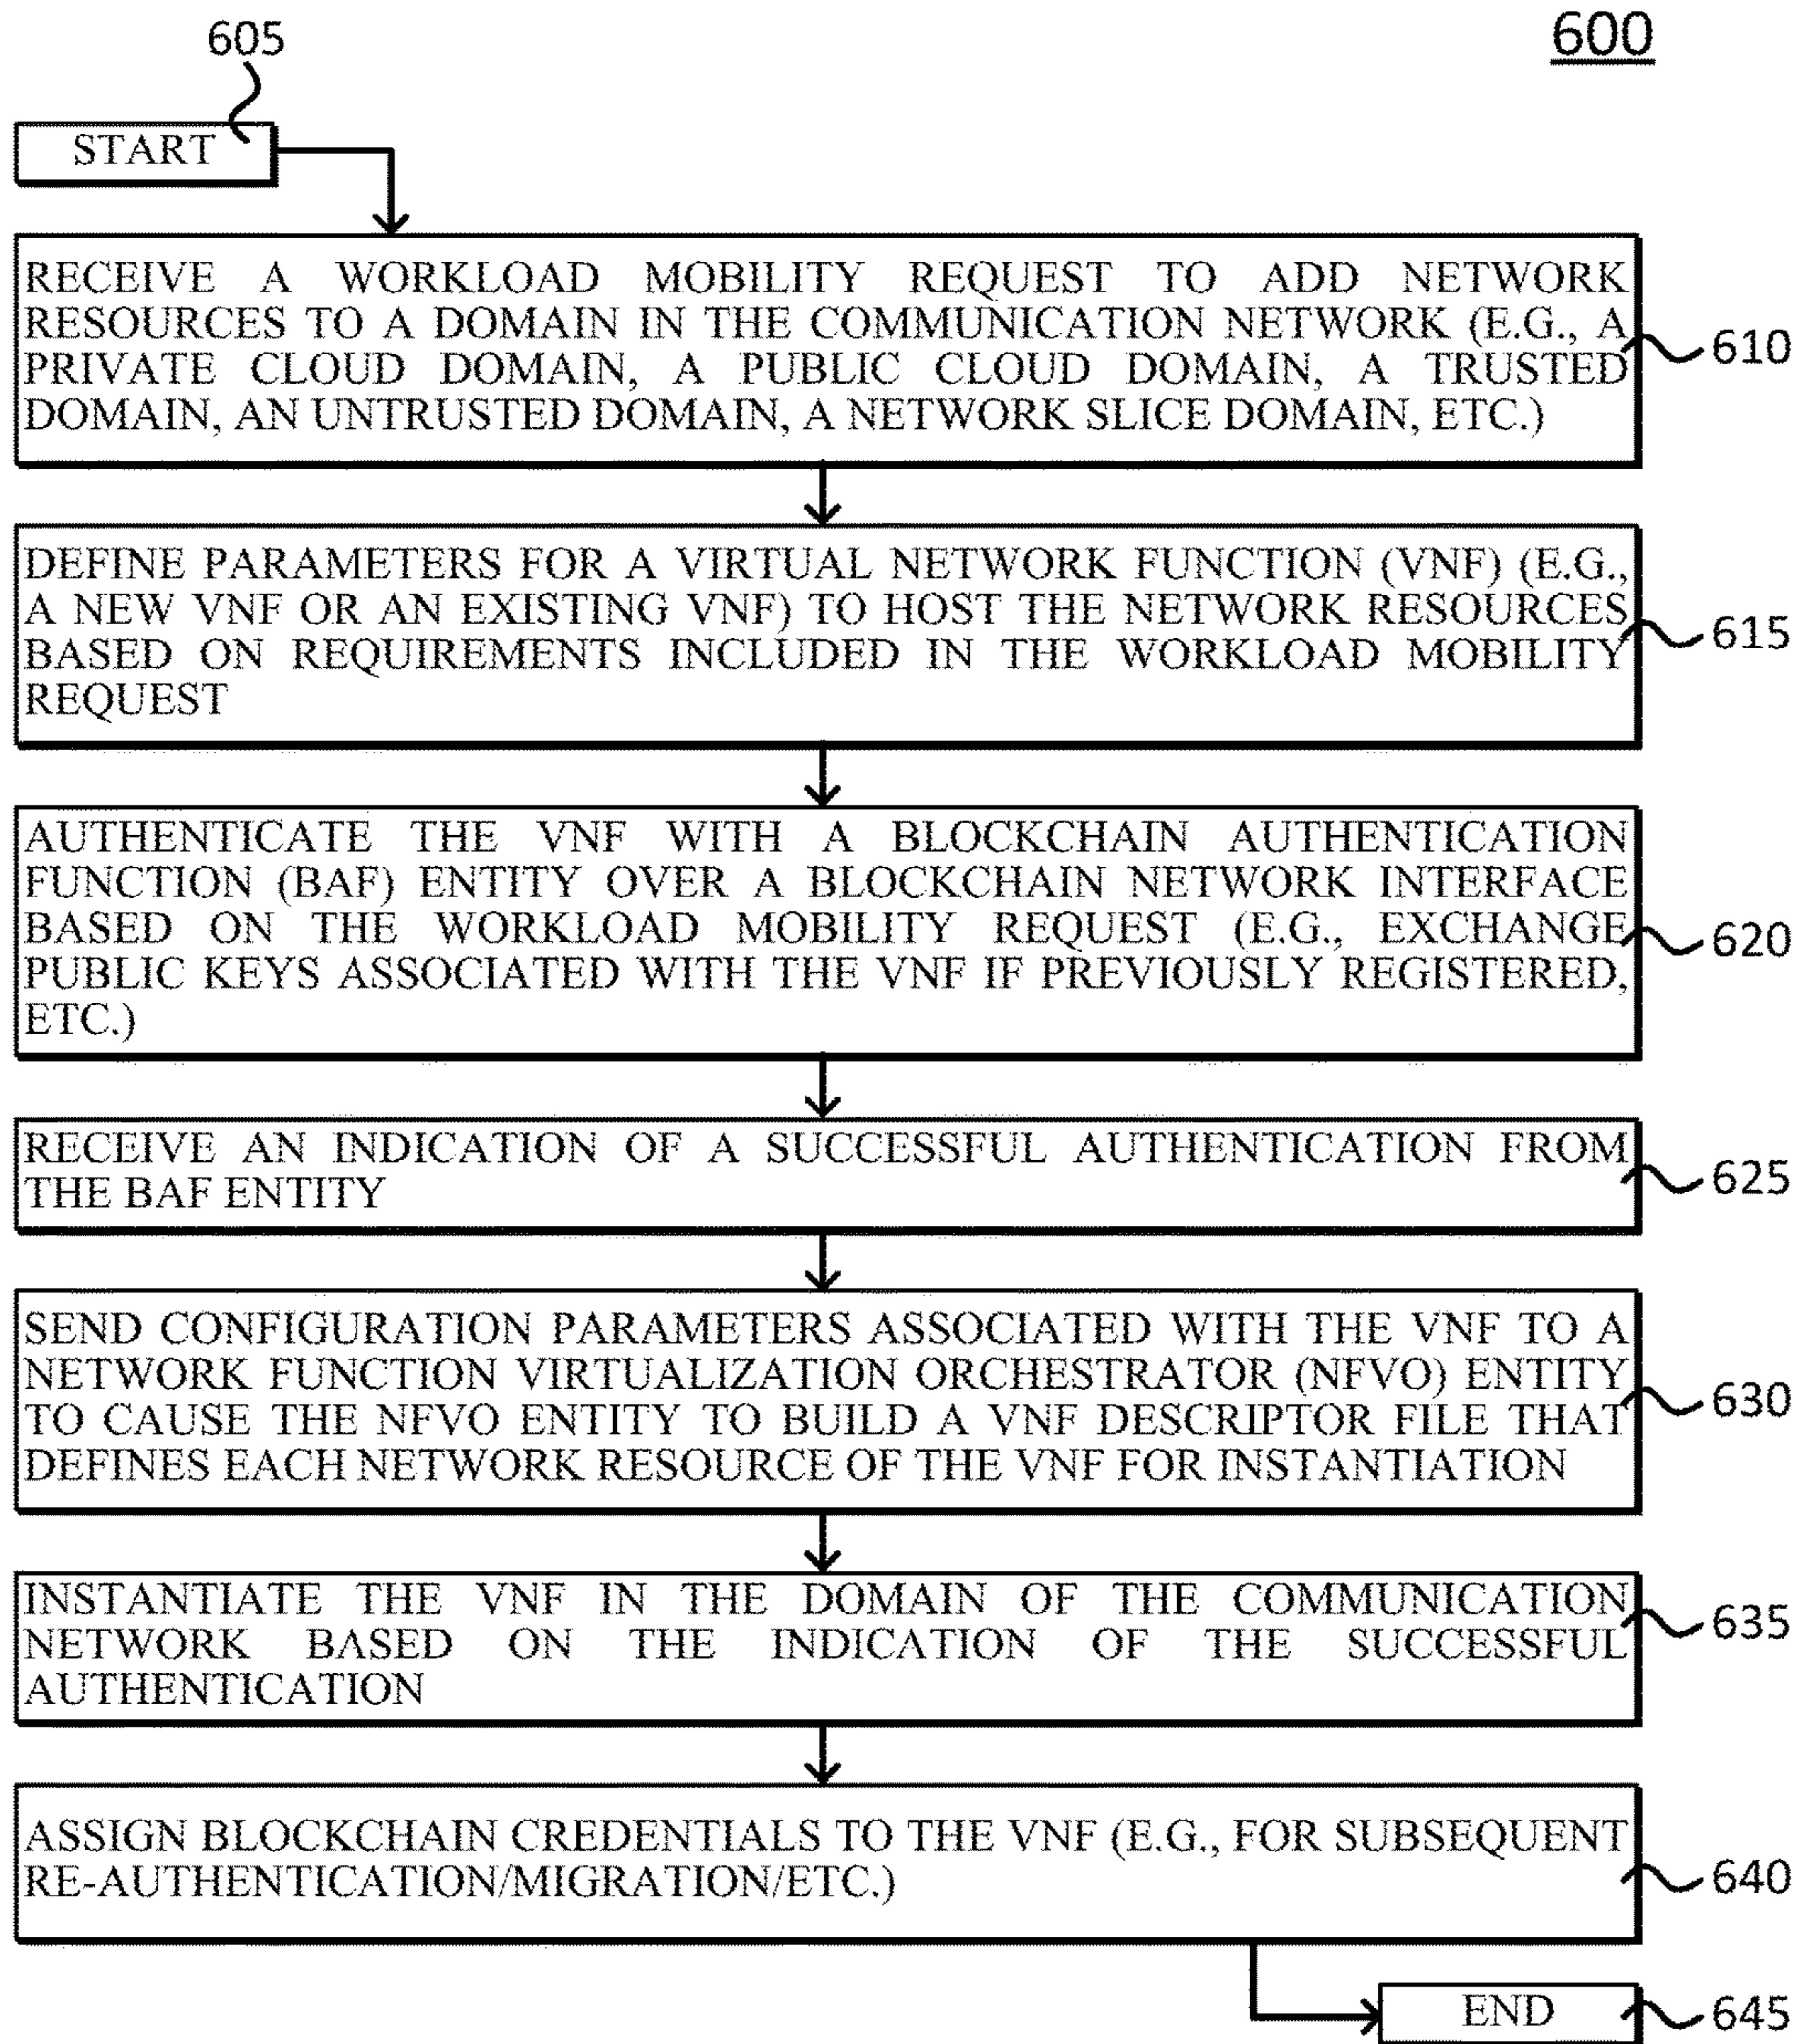 605
600
START
RECEIVE A WORKLOAD MOBILITY REQUEST TO ADD NETWORK
RESOURCES TO A DOMAIN IN THE COMMUNICATION NETWORK (E.G., A
PRIVATE CLOUD DOMAIN, A PUBLIC CLOUD DOMAIN, A TRUSTED
DOMAIN, AN UNTRUSTED DOMAIN, A NETWORK SLICE DOMAIN, ETC.)
610
DEFINE PARAMETERS FOR A VIRTUAL NETWORK FUNCTION (VNF) (E.G.,
A NEW VNF OR AN EXISTING VNF) TO HOST THE NETWORK RESOURCES
BASED ON REQUIREMENTS INCLUDED IN THE WORKLOAD MOBILITY
REQUEST
615
AUTHENTICATE THE VNF WITH A BLOCKCHAIN AUTHENTICATION
FUNCTION (BAF) ENTITY OVER A BLOCKCHAIN NETWORK INTERFACE
BASED ON THE WORKLOAD MOBILITY REQUEST (E.G., EXCHANGE
PUBLIC KEYS ASSOCIATED WITH THE VNF IF PREVIOUSLY REGISTERED,
ETC.)
620
RECEIVE AN INDICATION OF A SUCCESSFUL AUTHENTICATION FROM
THE BAF ENTITY
625
SEND CONFIGURATION PARAMETERS ASSOCIATED WITH THE VNF TO A
NETWORK FUNCTION VIRTUALIZATION ORCHESTRATOR (NFVO) ENTITY
TO CAUSE THE NFVO ENTITY TO BUILD A VNF DESCRIPTOR FILE THAT
DEFINES EACH NETWORK RESOURCE OF THE VNF FOR INSTANTIATION
630
INSTANTIATE THE VNF IN THE DOMAIN OF THE COMMUNICATION
NETWORK BASED ON THE INDICATION OF THE SUCCESSFUL
AUTHENTICATION
635
ASSIGN BLOCKCHAIN CREDENTIALS TO THE VNF (E.G., FOR SUBSEQUENT
RE-AUTHENTICATION/MIGRATION/ETC.)
640
END
645